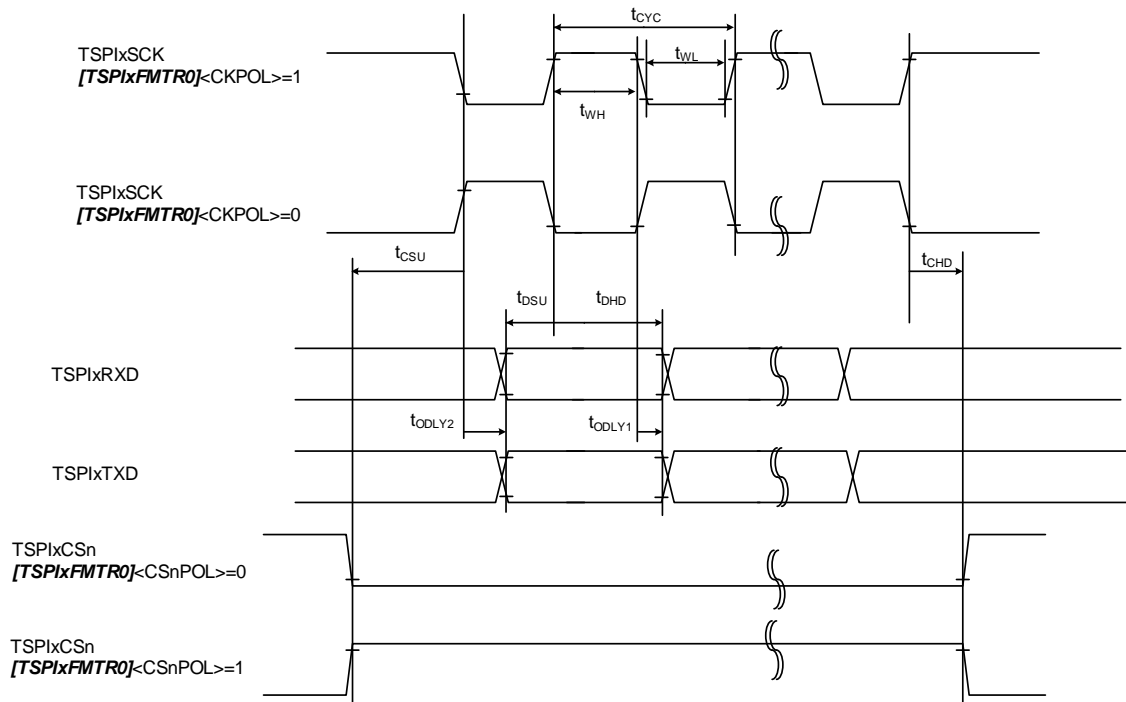 tCYC
TSPIxSCK
[TSPIxFMTR0]<CKPOL>=1
tWL
tWH
TSPIxSCK
[TSPIxFMTR0]<CKPOL>=0
tCSU
tCHD
tDSU
tDHD
TSPIxRXD
tODLY2
tODLY1
TSPIxTXD
TSPIxCSn
[TSPIxFMTR0]<CSnPOL>=0
TSPIxCSn
[TSPIxFMTR0]<CSnPOL>=1